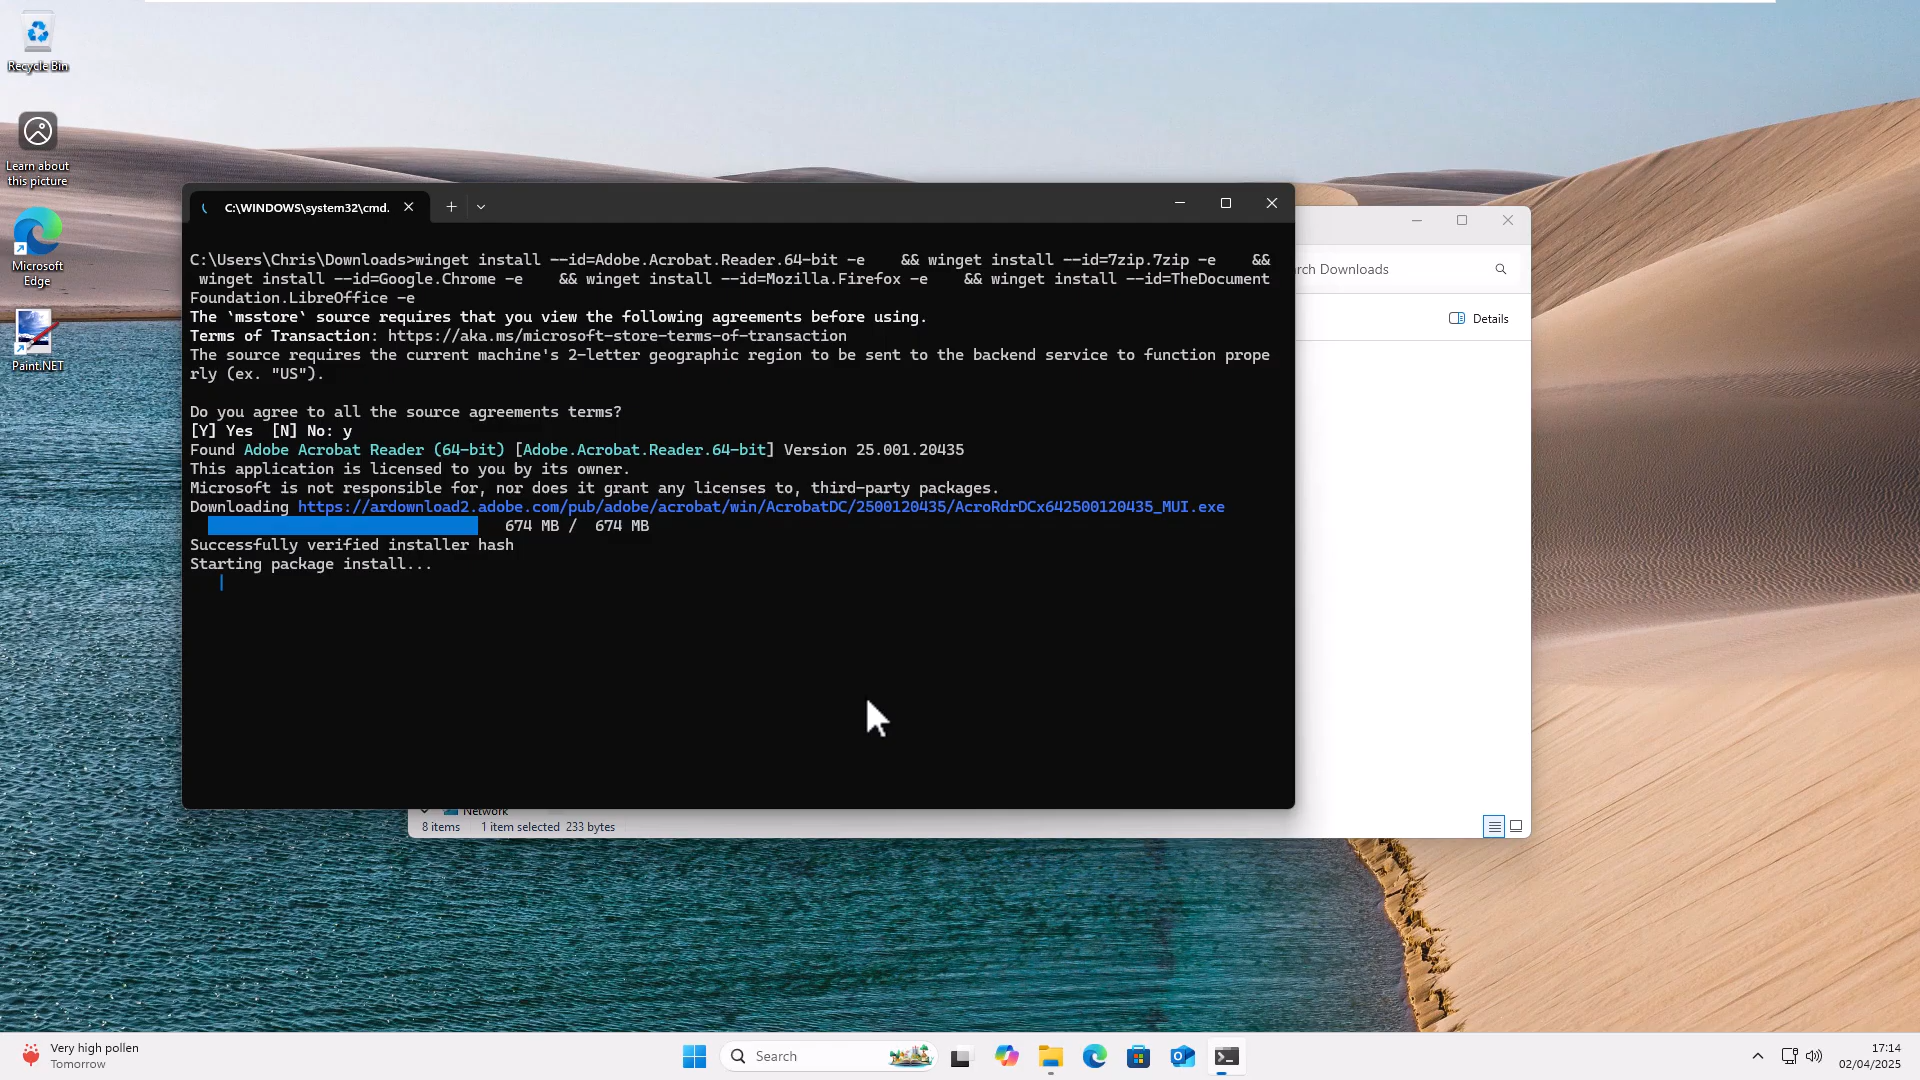 Recycle Bin
Learn about
this picture
Microsoft
Edge
Paint.NET
C:\WINDOWS\system32\cmd.
C:\Users\Chris\Downloads>winget install --id=Adobe.Acrobat.Reader.64-bit -e    && winget install --id=7zip.7zip -e    &&
winget install --id=Google.Chrome -e    && winget install --id=Mozilla.Firefox -e    && winget install --id=TheDocument
Foundation.LibreOffice -e
The `msstore` source requires that you view the following agreements before using.
Terms of Transaction: https://aka.ms/microsoft-store-terms-of-transaction
The source requires the current machine's 2-letter geographic region to be sent to the backend service to function prope
rly (ex. "US").
Do you agree to all the source agreements terms?
[Y] Yes  [N] No: y
Found Adobe Acrobat Reader (64-bit) [Adobe.Acrobat.Reader.64-bit] Version 25.001.20435
This application is licensed to you by its owner.
Microsoft is not responsible for, nor does it grant any licenses to, third-party packages.
Downloading https://ardownload2.adobe.com/pub/adobe/acrobat/win/AcrobatDC/2500120435/AcroRdrDCx642500120435_MUI.exe
674 MB /  674 MB
Successfully verified installer hash
Starting package install...
rch Downloads
Details
Network
8 items    1 item selected  233 bytes
Very high pollen
Tomorrow
Search
17:14
02/04/2025